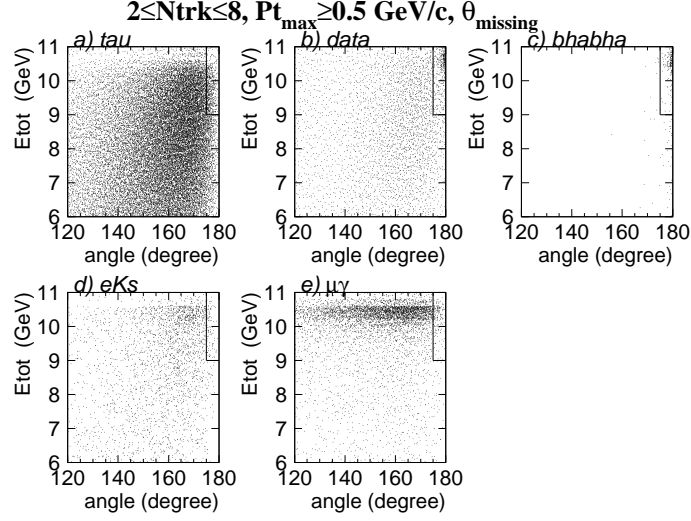 2≤Ntrk≤8, Pt_max≥0.5 GeV/c, θ_missing
a) tau b) data c) bhabha
Etot (GeV) Etot (GeV) Etot (GeV)
11 11 11
10 10 10
9 9 9
8 8 8
7 7 7
6 6 6
120 140 160 180 120 140 160 180 120 140 160 180
angle (degree) angle (degree) angle (degree)
d) eKs e) μγ
Etot (GeV) Etot (GeV)
11 11
10 10
9 9
8 8
7 7
6 6
120 140 160 180 120 140 160 180
angle (degree) angle (degree)